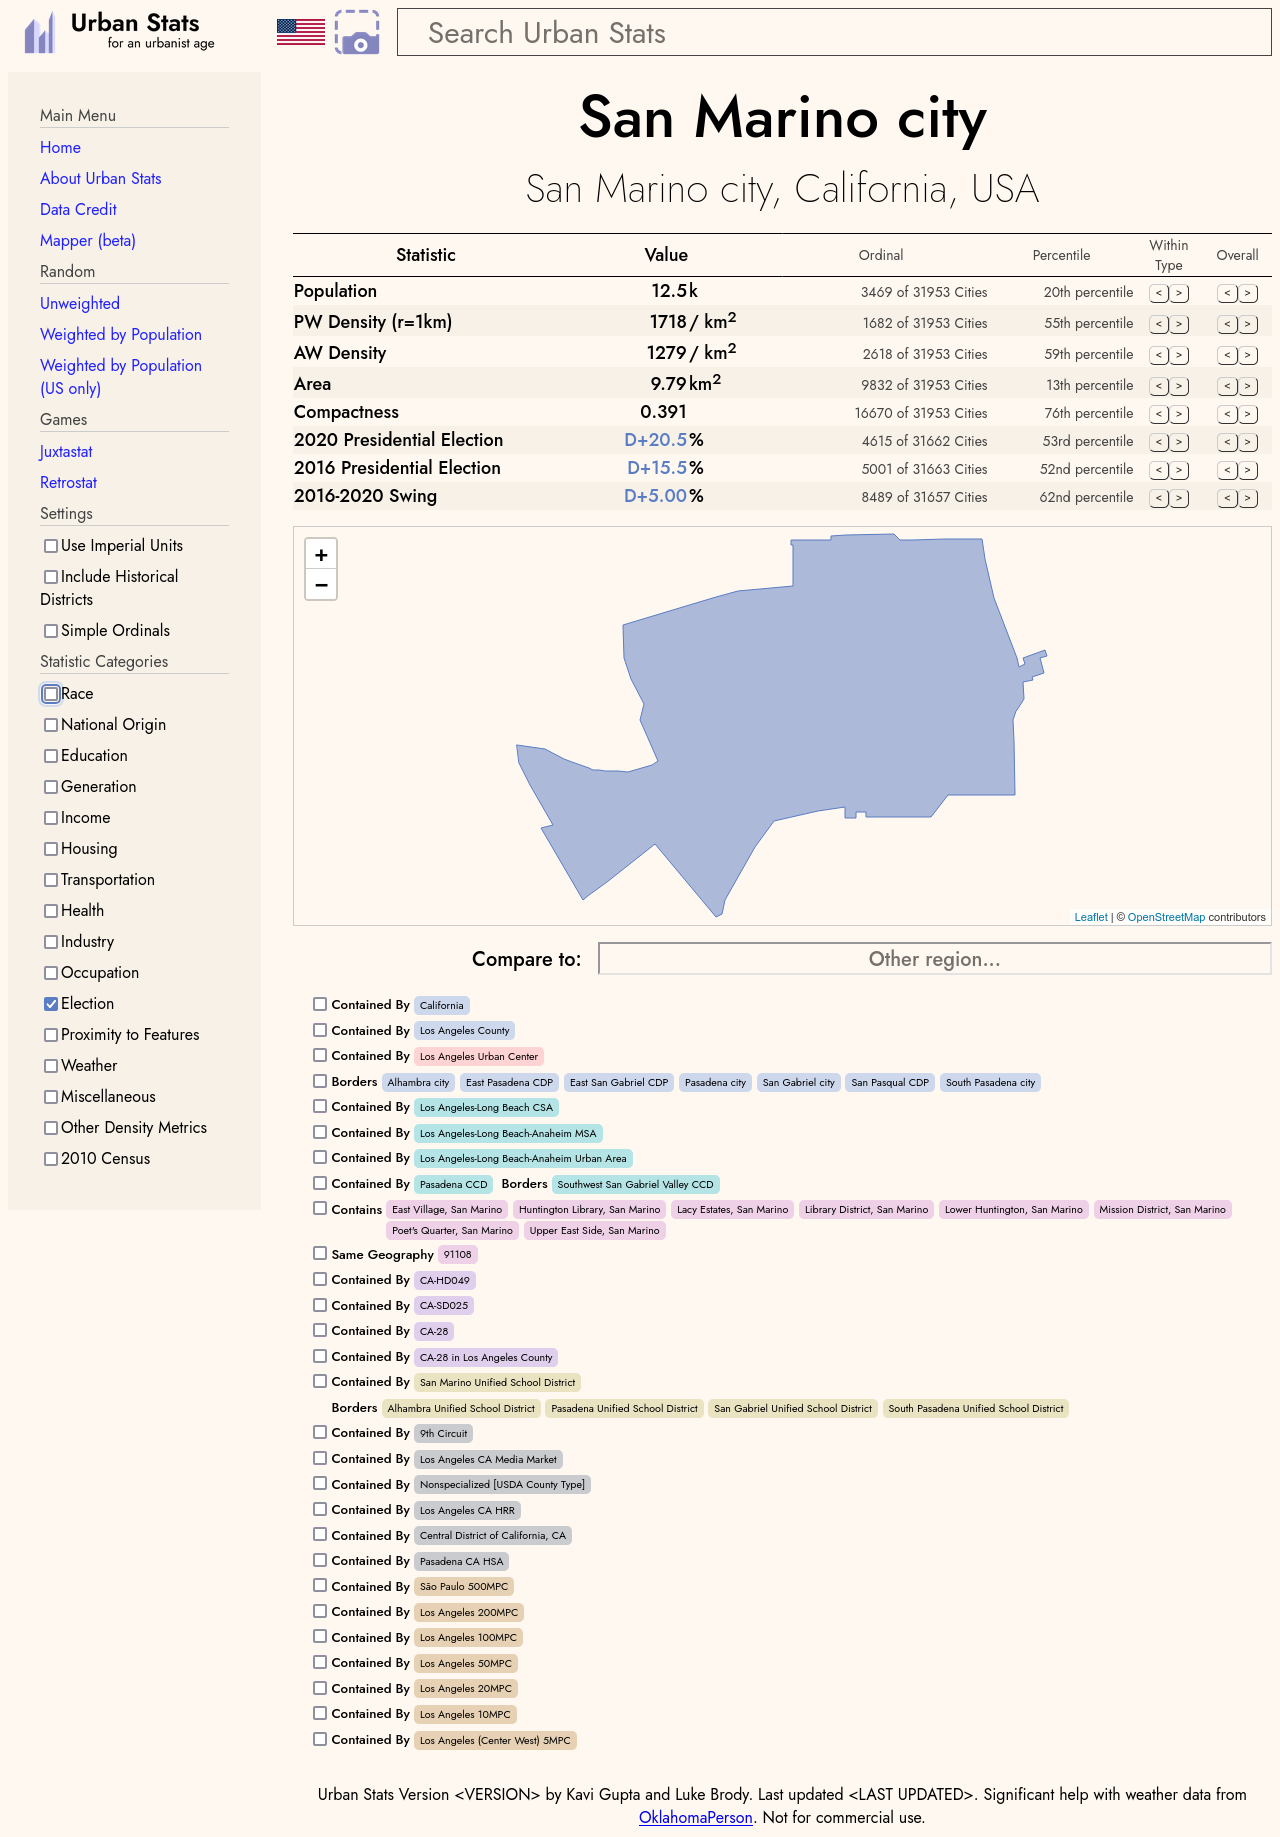 Urban Stats
for an urbanist age
Search Urban Stats
Main Menu
Home
About Urban Stats
Data Credit
Mapper (beta)
Random
Unweighted
Weighted by Population
Weighted by Population
(US only)
Games
Juxtastat
Retrostat
Settings
Use Imperial Units
Include Historical
Districts
Simple Ordinals
Statistic Categories
Race
National Origin
Education
Generation
Income
Housing
Transportation
Health
Industry
Occupation
Election
Proximity to Features
Weather
Miscellaneous
Other Density Metrics
2010 Census
San Marino city
San Marino city, California, USA
Statistic Value Ordinal Percentile Within Type Overall
Population 12.5 k 3469 of 31953 Cities 20th percentile < > < >
PW Density (r=1km) 1718 / km² 1682 of 31953 Cities 55th percentile < > < >
AW Density 1279 / km² 2618 of 31953 Cities 59th percentile < > < >
Area 9.79 km² 9832 of 31953 Cities 13th percentile < > < >
Compactness 0.391 16670 of 31953 Cities 76th percentile < > < >
2020 Presidential Election D+20.5 % 4615 of 31662 Cities 53rd percentile < > < >
2016 Presidential Election D+15.5 % 5001 of 31663 Cities 52nd percentile < > < >
2016-2020 Swing D+5.00 % 8489 of 31657 Cities 62nd percentile < > < >
+
−
Leaflet | © OpenStreetMap contributors
Compare to: Other region...
Contained By California
Contained By Los Angeles County
Contained By Los Angeles Urban Center
Borders Alhambra city East Pasadena CDP East San Gabriel CDP Pasadena city San Gabriel city San Pasqual CDP South Pasadena city
Contained By Los Angeles-Long Beach CSA
Contained By Los Angeles-Long Beach-Anaheim MSA
Contained By Los Angeles-Long Beach-Anaheim Urban Area
Contained By Pasadena CCD Borders Southwest San Gabriel Valley CCD
Contains East Village, San Marino Huntington Library, San Marino Lacy Estates, San Marino Library District, San Marino Lower Huntington, San Marino Mission District, San Marino
Poet's Quarter, San Marino Upper East Side, San Marino
Same Geography 91108
Contained By CA-HD049
Contained By CA-SD025
Contained By CA-28
Contained By CA-28 in Los Angeles County
Contained By San Marino Unified School District
Borders Alhambra Unified School District Pasadena Unified School District San Gabriel Unified School District South Pasadena Unified School District
Contained By 9th Circuit
Contained By Los Angeles CA Media Market
Contained By Nonspecialized [USDA County Type]
Contained By Los Angeles CA HRR
Contained By Central District of California, CA
Contained By Pasadena CA HSA
Contained By São Paulo 500MPC
Contained By Los Angeles 200MPC
Contained By Los Angeles 100MPC
Contained By Los Angeles 50MPC
Contained By Los Angeles 20MPC
Contained By Los Angeles 10MPC
Contained By Los Angeles (Center West) 5MPC
Urban Stats Version <VERSION> by Kavi Gupta and Luke Brody. Last updated <LAST UPDATED>. Significant help with weather data from
OklahomaPerson. Not for commercial use.